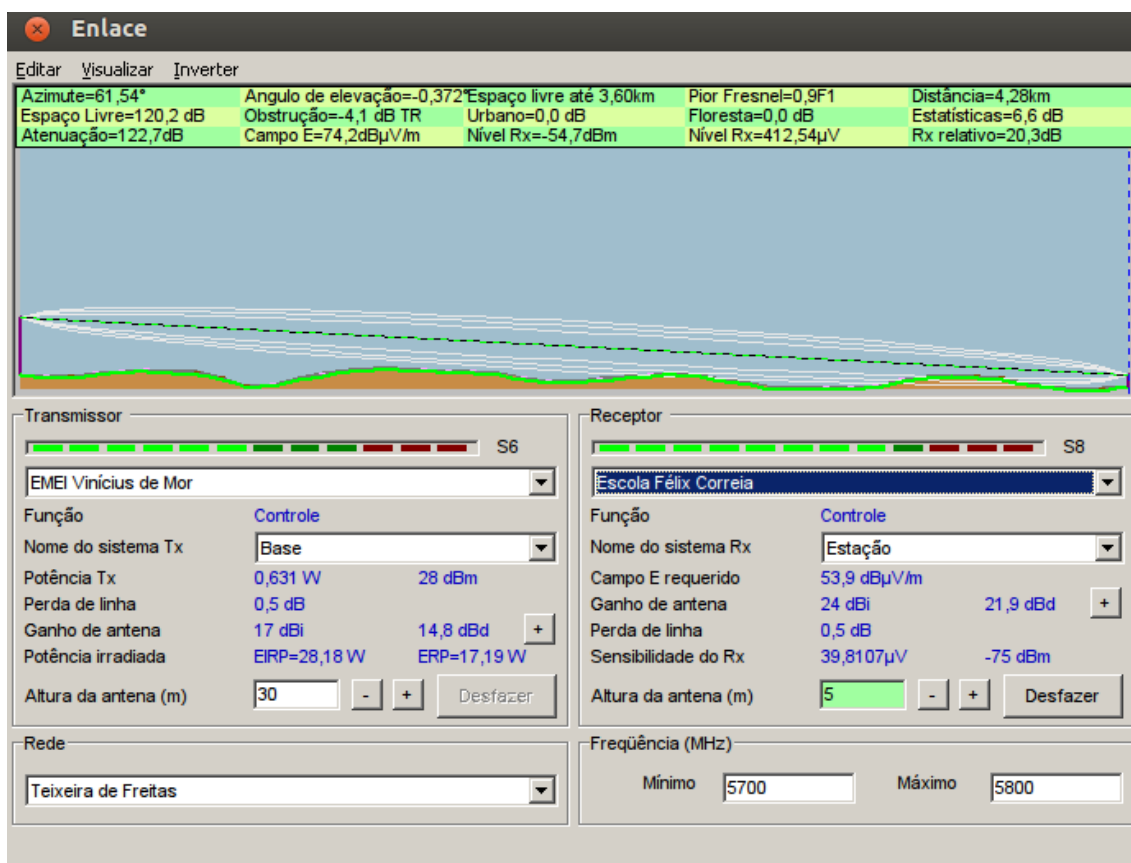 Enlace
Editar Visualizar Inverter
Azimute=61,54° Angulo de elevação=-0,372° Espaço livre até 3,60km Pior Fresnel=0,9F1 Distância=4,28km
Espaço Livre=120,2 dB Obstrução=-4,1 dB TR Urbano=0,0 dB Floresta=0,0 dB Estatísticas=6,6 dB
Atenuação=122,7dB Campo E=74,2dBµV/m Nível Rx=-54,7dBm Nível Rx=412,54µV Rx relativo=20,3dB
Transmissor
S6
EMEI Vinícius de Mor
Função Controle
Nome do sistema Tx Base
Potência Tx 0,631 W 28 dBm
Perda de linha 0,5 dB
Ganho de antena 17 dBi 14,8 dBd +
Potência irradiada EIRP=28,18 W ERP=17,19 W
Altura da antena (m) 30 - + Desfazer
Rede
Teixeira de Freitas
Receptor
S8
Escola Félix Correia
Função Controle
Nome do sistema Rx Estação
Campo E requerido 53,9 dBµV/m
Ganho de antena 24 dBi 21,9 dBd +
Perda de linha 0,5 dB
Sensibilidade do Rx 39,8107µV -75 dBm
Altura da antena (m) 5 - + Desfazer
Freqüência (MHz)
Mínimo 5700 Máximo 5800